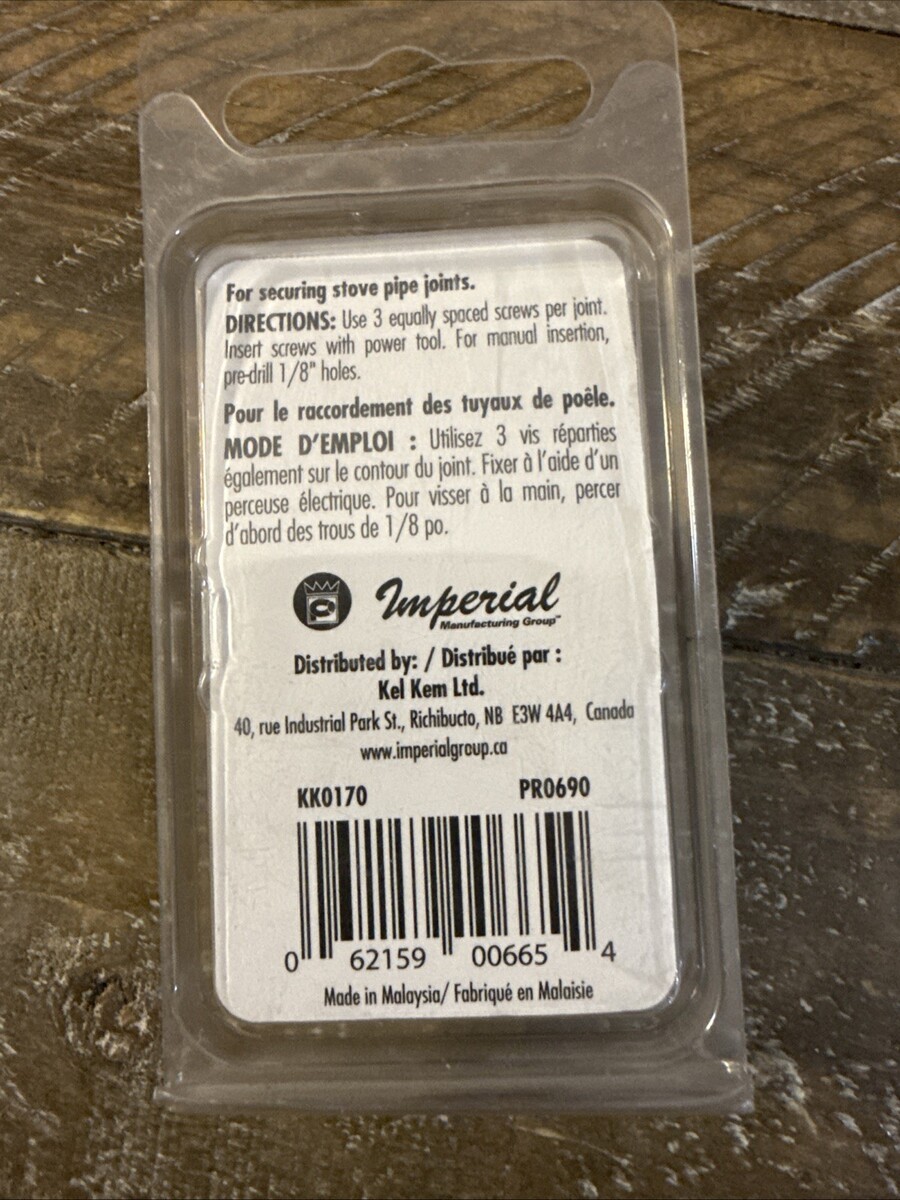 For securing stove pipe joints.
DIRECTIONS: Use 3 equally spaced screws per joint.
Insert screws with power tool. For manual insertion,
pre-drill 1/8" holes.
Pour le raccordement des tuyaux de poêle.
MODE D'EMPLOI : Utilisez 3 vis réparties
également sur le contour du joint. Fixer à l'aide d'un
perceuse électrique. Pour visser à la main, percer
d'abord des trous de 1/8 po.
Imperial
Manufacturing Group™
Distributed by: / Distribué par :
Kel Kem Ltd.
40, rue Industrial Park St., Richibucto, NB E3W 4A4, Canada
www.imperialgroup.ca
KK0170 PR0690
0 62159 00665 4
Made in Malaysia/ Fabriqué en Malaisie